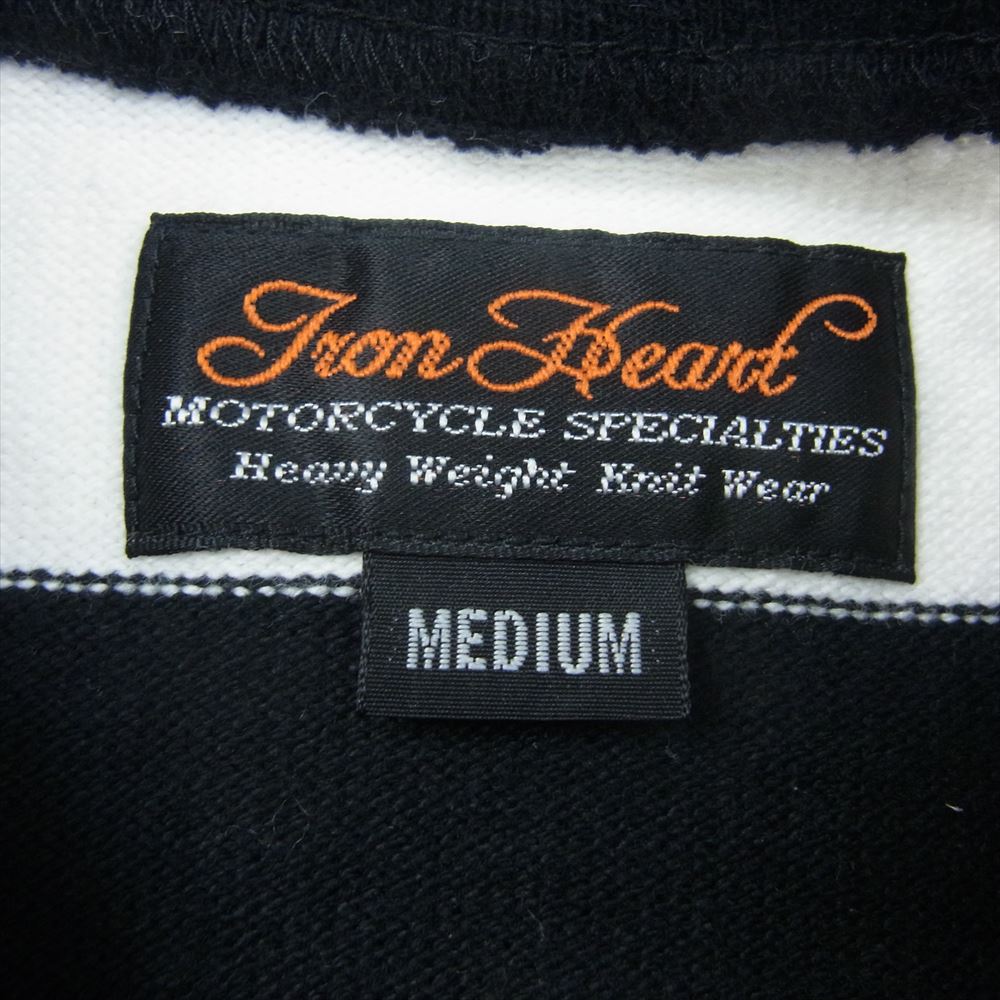 Iron Heart
MOTORCYCLE SPECIALTIES
Heavy Weight Knit Wear
MEDIUM